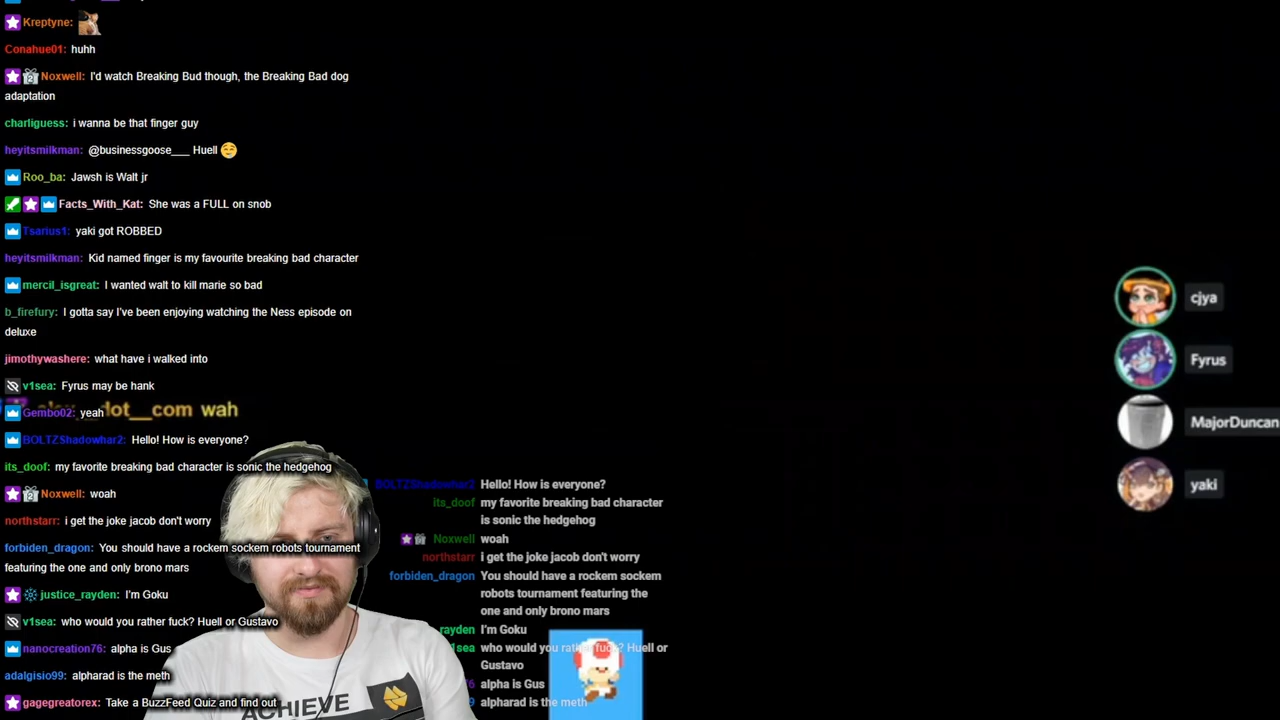 Kreptyne:
Conahue01: huhh
Noxwell: I'd watch Breaking Bud though, the Breaking Bad dog
adaptation
charliguess: i wanna be that finger guy
heyitsmilkman: @businessgoose___ Huell
Roo_ba: Jawsh is Walt jr
Facts_With_Kat: She was a FULL on snob
Tsarius1: yaki got ROBBED
heyitsmilkman: Kid named finger is my favourite breaking bad character
mercil_isgreat: I wanted walt to kill marie so bad
b_firefury: I gotta say I've been enjoying watching the Ness episode on
deluxe
jimothywashere: what have i walked into
v1sea: Fyrus may be hank
dot__com wah
Gembo02: yeah
BOLTZShadowhar2: Hello! How is everyone?
its_doof: my favorite breaking bad character is sonic the hedgehog
Noxwell: woah
northstarr: i get the joke jacob don't worry
forbiden_dragon: You should have a rockem sockem robots tournament
featuring the one and only brono mars
justice_rayden: I'm Goku
v1sea: who would you rather fuck? Huell or Gustavo
nanocreation76: alpha is Gus
adalgisio99: alpharad is the meth
gagegreatorex: Take a BuzzFeed Quiz and find out
BOLTZShadowhar2 Hello! How is everyone?
its_doof my favorite breaking bad character
is sonic the hedgehog
Noxwell woah
northstarr i get the joke jacob don't worry
forbiden_dragon You should have a rockem sockem
robots tournament featuring the
one and only brono mars
rayden I'm Goku
1sea who would you rather fuck? Huell or
Gustavo
6 alpha is Gus
9 alpharad is the meth
ACHIEVE
cjya
Fyrus
MajorDuncan
yaki